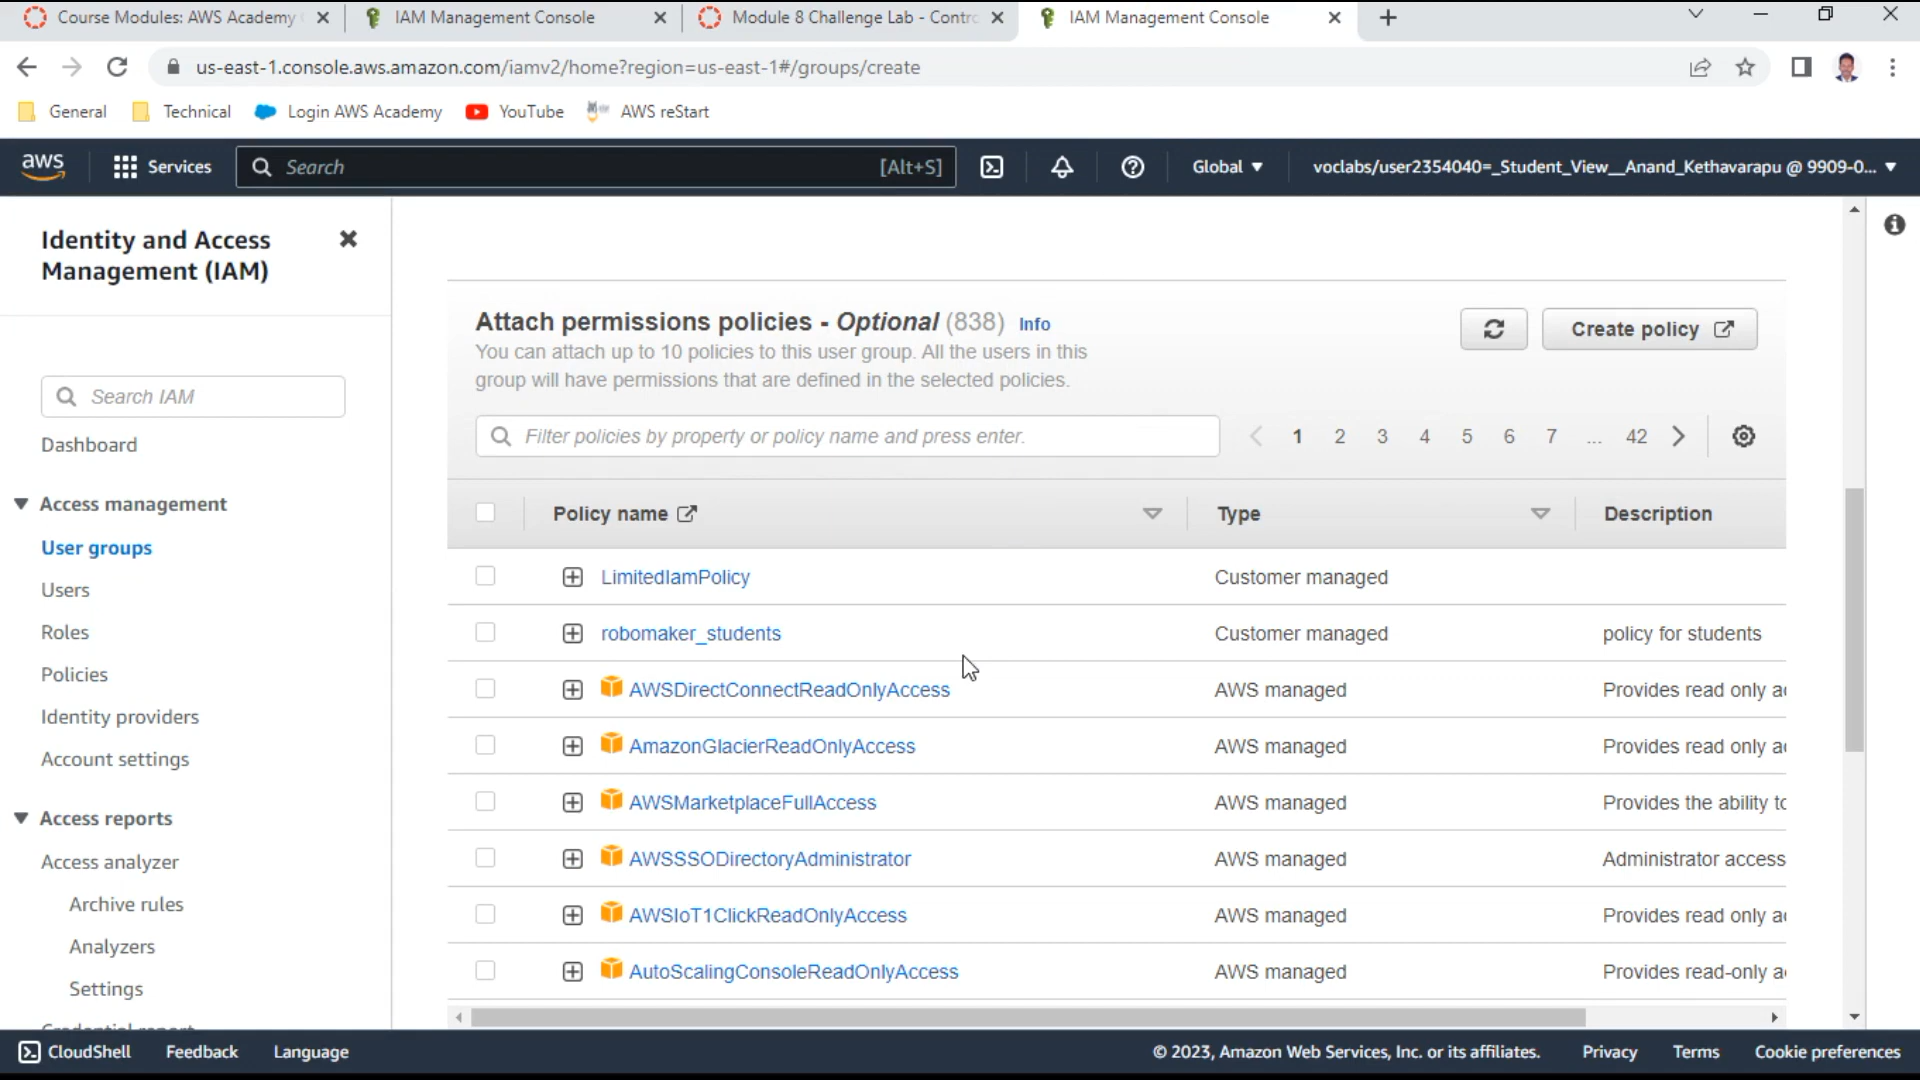 Course Modules: AWS Academy
IAM Management Console
Module 8 Challenge Lab - Contro
IAM Management Console
us-east-1.console.aws.amazon.com/iamv2/home?region=us-east-1#/groups/create
General
Technical
Login AWS Academy
YouTube
AWS reStart
aws
Services
Search
[Alt+S]
Global
voclabs/user2354040=_Student_View__Anand_Kethavarapu @ 9909-0...
Identity and Access
Management (IAM)
Search IAM
Dashboard
Access management
User groups
Users
Roles
Policies
Identity providers
Account settings
Access reports
Access analyzer
Archive rules
Analyzers
Settings
Credential report
Attach permissions policies - Optional (838) Info
You can attach up to 10 policies to this user group. All the users in this
group will have permissions that are defined in the selected policies.
Create policy
Filter policies by property or policy name and press enter.
1 2 3 4 5 6 7 ... 42
Policy name Type Description
LimitedIamPolicy Customer managed
robomaker_students Customer managed policy for students
AWSDirectConnectReadOnlyAccess AWS managed Provides read only a
AmazonGlacierReadOnlyAccess AWS managed Provides read only a
AWSMarketplaceFullAccess AWS managed Provides the ability to
AWSSSODirectoryAdministrator AWS managed Administrator access
AWSIoT1ClickReadOnlyAccess AWS managed Provides read only a
AutoScalingConsoleReadOnlyAccess AWS managed Provides read-only a
CloudShell
Feedback
Language
© 2023, Amazon Web Services, Inc. or its affiliates.
Privacy
Terms
Cookie preferences